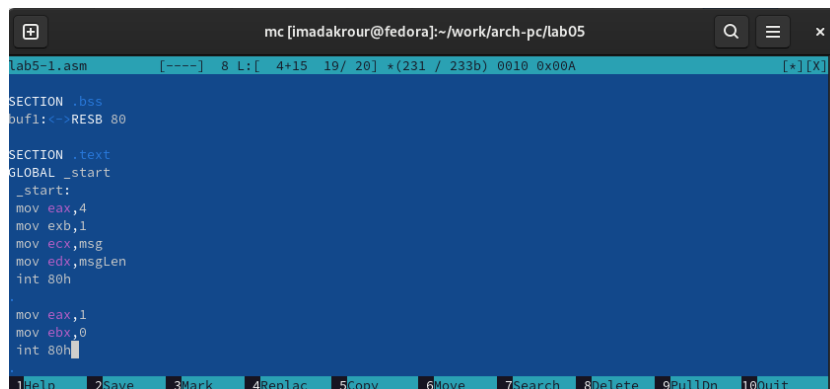 mc [imadakrour@fedora]:~/work/arch-pc/lab05
lab5-1.asm [----] 8 L:[ 4+15 19/ 20] *(231 / 233b) 0010 0x00A [*][X]
SECTION .bss
buf1:<->RESB 80
SECTION .text
GLOBAL _start
_start:
mov eax,4
mov exb,1
mov ecx,msg
mov edx,msgLen
int 80h
.
mov eax,1
mov ebx,0
int 80h
.
1Help 2Save 3Mark 4Replac 5Copy 6Move 7Search 8Delete 9PullDn 10Quit